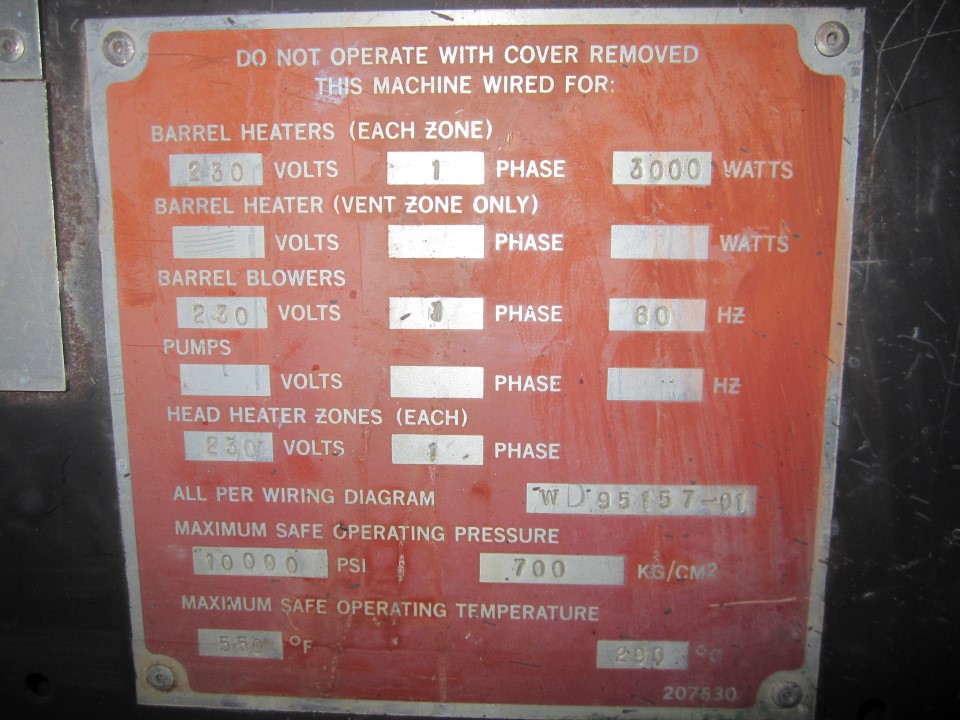 DO NOT OPERATE WITH COVER REMOVED
THIS MACHINE WIRED FOR:
BARREL HEATERS (EACH ZONE)
230 VOLTS 1 PHASE 3000 WATTS
BARREL HEATER (VENT ZONE ONLY)
VOLTS PHASE WATTS
BARREL BLOWERS
230 VOLTS PHASE 60 HZ
PUMPS
VOLTS PHASE HZ
HEAD HEATER ZONES (EACH)
230 VOLTS 1 PHASE
ALL PER WIRING DIAGRAM WD95157-01
MAXIMUM SAFE OPERATING PRESSURE
10000 PSI 700 KG/CM²
MAXIMUM SAFE OPERATING TEMPERATURE
550 °F 290 °C
207530